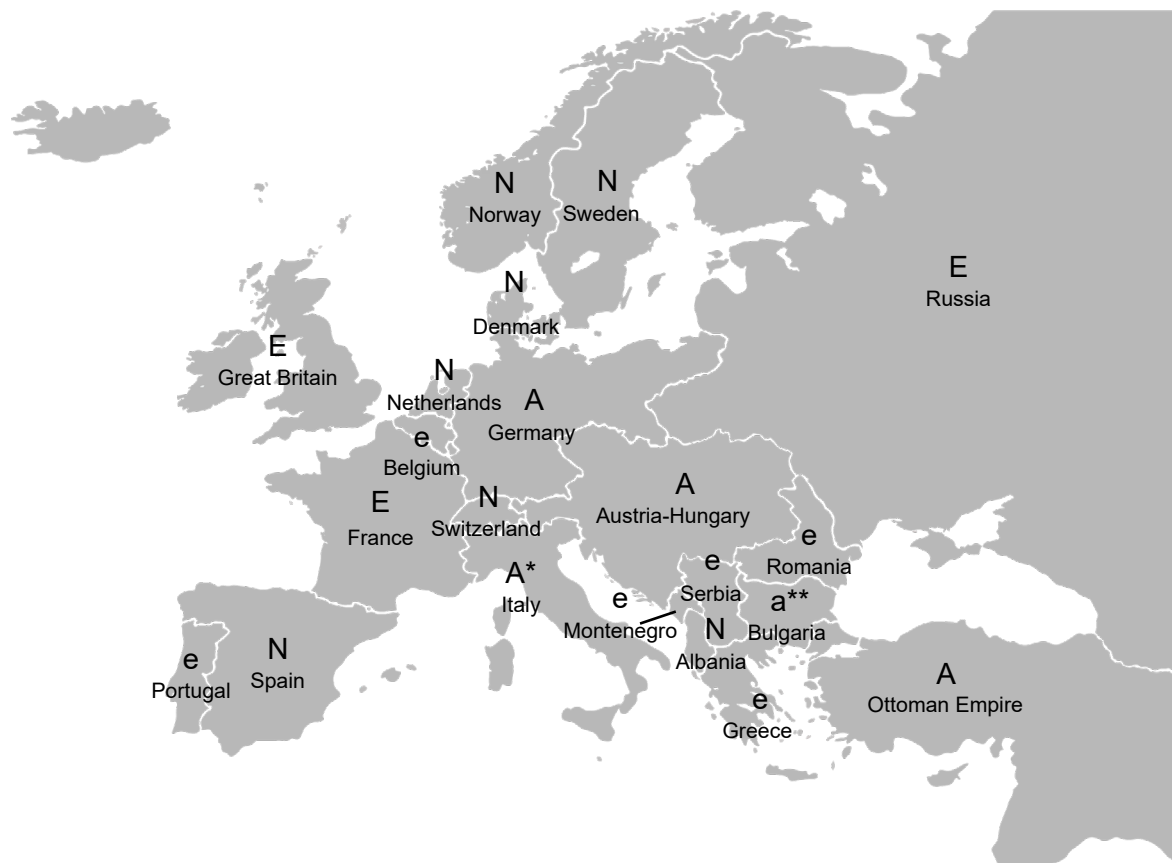 N
Norway
N
Sweden
E
Russia
N
Denmark
E
Great Britain
N
Netherlands
A
Germany
e
Belgium
A
Austria-Hungary
E
France
N
Switzerland
e
Romania
A*
Italy
e
Serbia
e
Montenegro
a**
Bulgaria
N
Albania
e
Portugal
N
Spain
A
Ottoman Empire
e
Greece